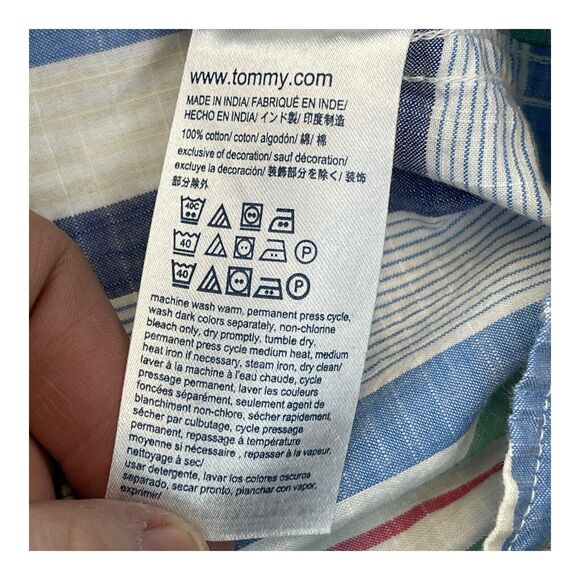 www.tommy.com
MADE IN INDIA/ FABRIQUÉ EN INDE/
HECHO EN INDIA/ インド製/ 印度制造
100% cotton/ coton/ algodón/ 綿/ 棉
exclusive of decoration/ sauf décoration/
excluye la decoración/ 装飾部分を除く/ 装饰
部分除外
40C
40 P
40 P
machine wash warm, permanent press cycle,
wash dark colors separately, non-chlorine
bleach only, dry promptly, tumble dry,
permanent press cycle medium heat, medium
heat iron if necessary, steam iron, dry clean/
laver à la machine à l'eau chaude, cycle
pressage permanent, laver les couleurs
foncées séparément, seulement agent de
blanchiment non-chlore, sécher rapidement,
sécher par culbutage, cycle pressage
permanent, repassage à température
moyenne si nécessaire , repasser à la vapeur,
nettoyage à sec/
usar detergente, lavar los colores oscuros
separado, secar pronto, planchar con vapor,
exprimir/